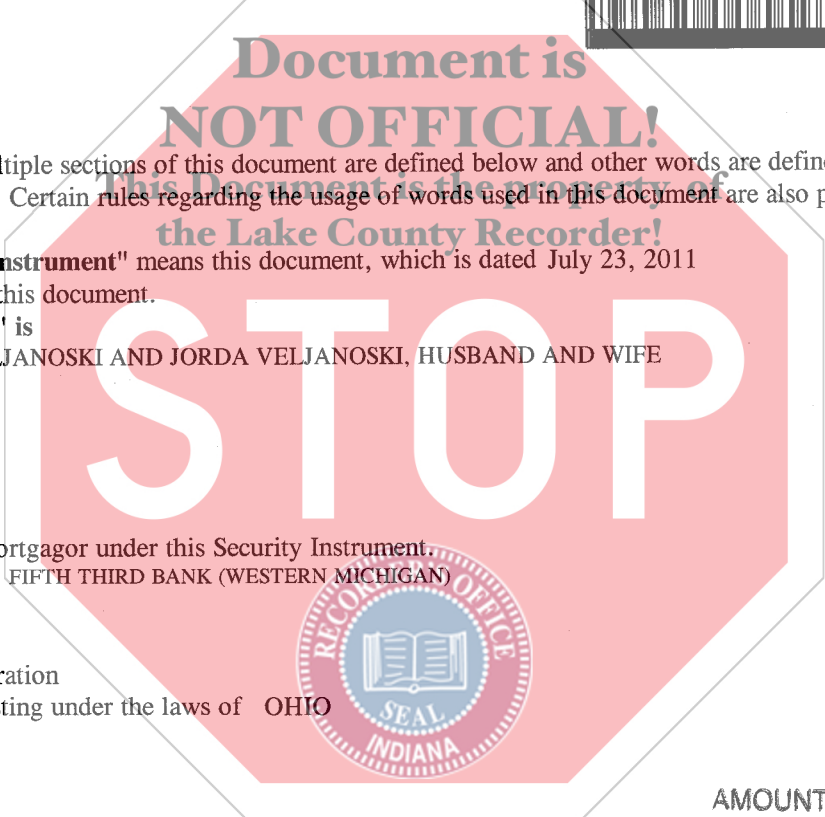 Document is
NOT OFFICIAL!
ltiple sections of this document are defined below and other words are define
This Document is the property of
Certain rules regarding the usage of words used in this document are also p
the Lake County Recorder!
nstrument" means this document, which is dated July 23, 2011
this document.
" is
JANOSKI AND JORDA VELJANOSKI, HUSBAND AND WIFE
STOP
ortgagor under this Security Instrument.
FIFTH THIRD BANK (WESTERN MICHIGAN)
RECORDER'S OFFICE
ration
ting under the laws of OHIO
SEAL
INDIANA
AMOUNT